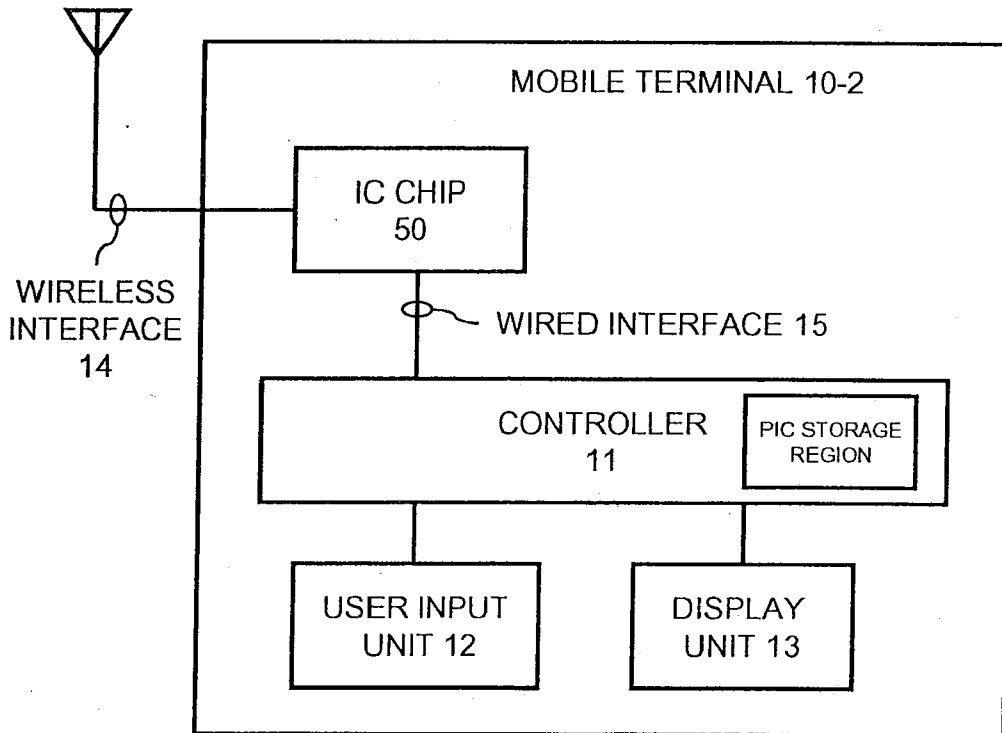 MOBILE TERMINAL 10-2
IC CHIP
50
WIRELESS
INTERFACE
14
WIRED INTERFACE 15
CONTROLLER
11
PIC STORAGE
REGION
USER INPUT
UNIT 12
DISPLAY
UNIT 13